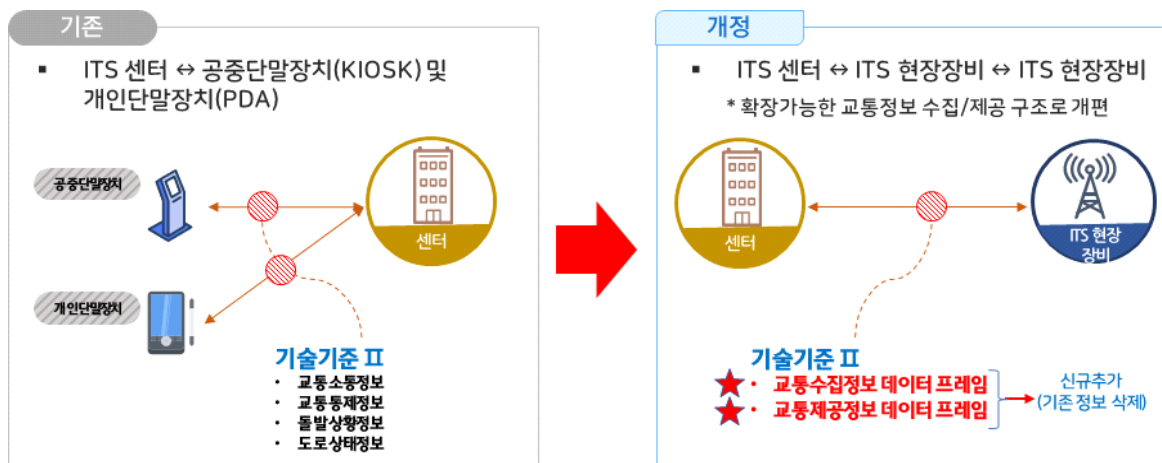 기존
▪ ITS 센터 ↔ 공중단말장치(KIOSK) 및
개인단말장치(PDA)
공중단말장치
센터
개인단말장치
기술기준 Ⅱ
• 교통소통정보
• 교통통제정보
• 돌발상황정보
• 도로상태정보
개정
▪ ITS 센터 ↔ ITS 현장장비 ↔ ITS 현장장비
* 확장가능한 교통정보 수집/제공 구조로 개편
센터
ITS 현장
장비
기술기준 Ⅱ
• 교통수집정보 데이터 프레임
• 교통제공정보 데이터 프레임
신규추가
(기존 정보 삭제)